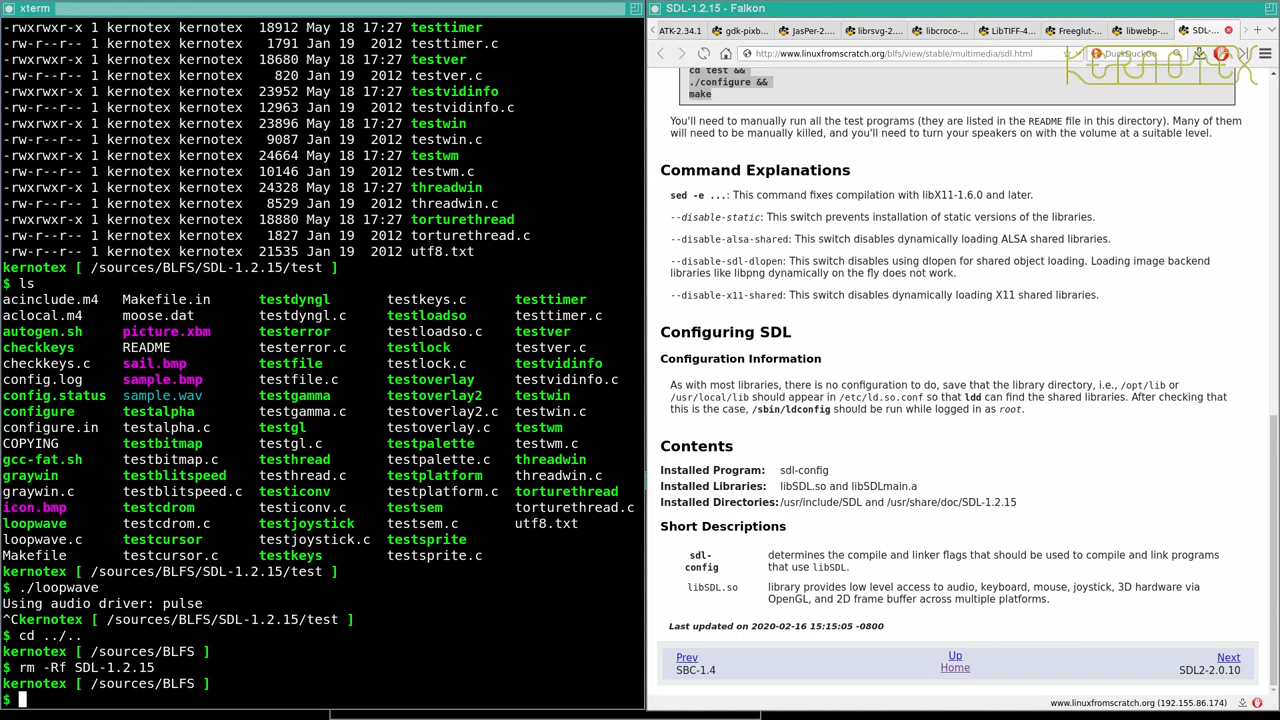 xterm
-rwxrwxr-x 1 kernotex kernotex  18912 May 18 17:27 testtimer
-rw-r--r-- 1 kernotex kernotex   1791 Jan 19  2012 testtimer.c
-rwxrwxr-x 1 kernotex kernotex  18680 May 18 17:27 testver
-rw-r--r-- 1 kernotex kernotex    820 Jan 19  2012 testver.c
-rwxrwxr-x 1 kernotex kernotex  23952 May 18 17:27 testvidinfo
-rw-r--r-- 1 kernotex kernotex  12963 Jan 19  2012 testvidinfo.c
-rwxrwxr-x 1 kernotex kernotex  23896 May 18 17:27 testwin
-rw-r--r-- 1 kernotex kernotex   9087 Jan 19  2012 testwin.c
-rwxrwxr-x 1 kernotex kernotex  24664 May 18 17:27 testwm
-rw-r--r-- 1 kernotex kernotex  10146 Jan 19  2012 testwm.c
-rwxrwxr-x 1 kernotex kernotex  24328 May 18 17:27 threadwin
-rw-r--r-- 1 kernotex kernotex   8529 Jan 19  2012 threadwin.c
-rwxrwxr-x 1 kernotex kernotex  18880 May 18 17:27 torturethread
-rw-r--r-- 1 kernotex kernotex   1827 Jan 19  2012 torturethread.c
-rw-r--r-- 1 kernotex kernotex  21535 Jan 19  2012 utf8.txt
kernotex [ /sources/BLFS/SDL-1.2.15/test ]
$ ls
acinclude.m4 Makefile.in testdyngl testkeys.c testtimer
aclocal.m4 moose.dat testdyngl.c testloadso testtimer.c
autogen.sh picture.xbm testerror testloadso.c testver
checkkeys README testerror.c testlock testver.c
checkkeys.c sail.bmp testfile testlock.c testvidinfo
config.log sample.bmp testfile.c testoverlay testvidinfo.c
config.status sample.wav testgamma testoverlay2 testwin
configure testalpha testgamma.c testoverlay2.c testwin.c
configure.in testalpha.c testgl testoverlay.c testwm
COPYING testbitmap testgl.c testpalette testwm.c
gcc-fat.sh testbitmap.c testhread testpalette.c threadwin
graywin testblitspeed testhread.c testplatform threadwin.c
graywin.c testblitspeed.c testiconv testplatform.c torturethread
icon.bmp testcdrom testiconv.c testsem torturethread.c
loopwave testcdrom.c testjoystick testsem.c utf8.txt
loopwave.c testcursor testjoystick.c testsprite
Makefile testcursor.c testkeys testsprite.c
kernotex [ /sources/BLFS/SDL-1.2.15/test ]
$ ./loopwave
Using audio driver: pulse
^Ckernotex [ /sources/BLFS/SDL-1.2.15/test ]
$ cd ../..
kernotex [ /sources/BLFS ]
$ rm -Rf SDL-1.2.15
kernotex [ /sources/BLFS ]
$
SDL-1.2.15 - Falkon
ATK-2.34.1 gdk-pixb... JasPer-2... librsvg-2... libcroco-... LibTIFF-4... Freeglut-... libwebp-... SDL-...
http://www.linuxfromscratch.org/blfs/view/stable/multimedia/sdl.html DuckDuckGo
KERNOTEX
cd test &&
./configure &&
make
You'll need to manually run all the test programs (they are listed in the README file in this directory). Many of them
will need to be manually killed, and you'll need to turn your speakers on with the volume at a suitable level.
Command Explanations
sed -e ...: This command fixes compilation with libX11-1.6.0 and later.
--disable-static: This switch prevents installation of static versions of the libraries.
--disable-alsa-shared: This switch disables dynamically loading ALSA shared libraries.
--disable-sdl-dlopen: This switch disables using dlopen for shared object loading. Loading image backend
libraries like libpng dynamically on the fly does not work.
--disable-x11-shared: This switch disables dynamically loading X11 shared libraries.
Configuring SDL
Configuration Information
As with most libraries, there is no configuration to do, save that the library directory, i.e., /opt/lib or
/usr/local/lib should appear in /etc/ld.so.conf so that ldd can find the shared libraries. After checking that
this is the case, /sbin/ldconfig should be run while logged in as root.
Contents
Installed Program: sdl-config
Installed Libraries: libSDL.so and libSDLmain.a
Installed Directories: /usr/include/SDL and /usr/share/doc/SDL-1.2.15
Short Descriptions
sdl-config determines the compile and linker flags that should be used to compile and link programs
that use libSDL.
libSDL.so library provides low level access to audio, keyboard, mouse, joystick, 3D hardware via
OpenGL, and 2D frame buffer across multiple platforms.
Last updated on 2020-02-16 15:15:05 -0800
Prev Up Next
SBC-1.4 Home SDL2-2.0.10
www.linuxfromscratch.org (192.155.86.174)